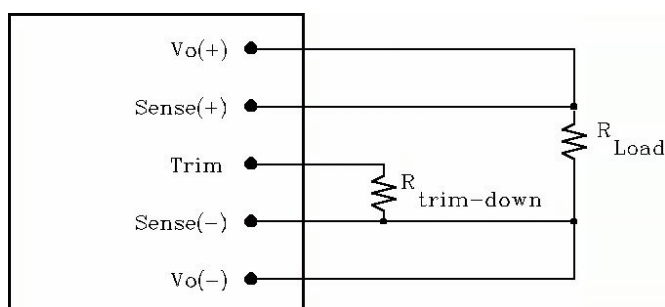 Vo(+)
Sense(+)
Trim
Sense(-)
Vo(-)
R Load
R trim-down